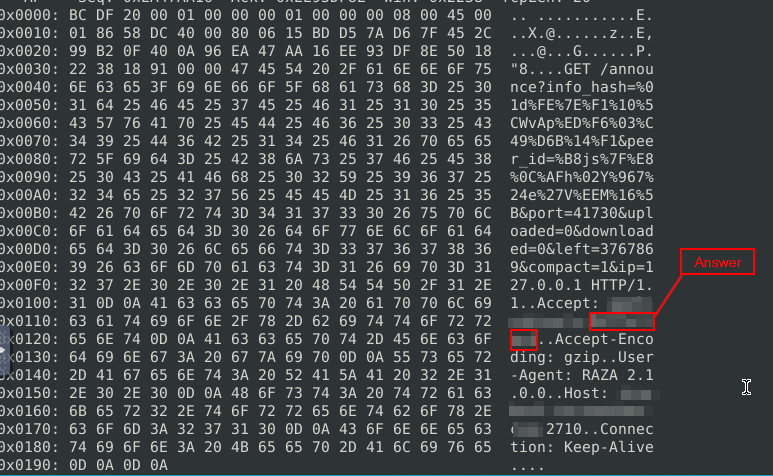 0x0000: BC DF 20 00 01 00 00 00 01 00 00 00 08 00 45 00 .. ...........E.
0x0010: 01 86 58 DC 40 00 80 06 15 BD D5 7A D6 7F 45 2C ..X.@......z..E,
0x0020: 99 B2 0F 40 0A 96 EA 47 AA 16 EE 93 DF 8E 50 18 ...@...G......P.
0x0030: 22 38 18 91 00 00 47 45 54 20 2F 61 6E 6E 6F 75 "8....GET /annou
0x0040: 6E 63 65 3F 69 6E 66 6F 5F 68 61 73 68 3D 25 30 nce?info_hash=%0
0x0050: 31 64 25 46 45 25 37 45 25 46 31 25 31 30 25 35 1d%FE%7E%F1%10%5
0x0060: 43 57 76 41 70 25 45 44 25 46 36 25 30 33 25 43 CWvAp%ED%F6%03%C
0x0070: 34 39 25 44 36 42 25 31 34 25 46 31 26 70 65 65 49%D6B%14%F1&pee
0x0080: 72 5F 69 64 3D 25 42 38 6A 73 25 37 46 25 45 38 r_id=%B8js%7F%E8
0x0090: 25 30 43 25 41 46 68 25 30 32 59 25 39 36 37 25 %0C%AFh%02Y%967%
0x00A0: 32 34 65 25 32 37 56 25 45 45 4D 25 31 36 25 35 24e%27V%EEM%16%5
0x00B0: 42 26 70 6F 72 74 3D 34 31 37 33 30 26 75 70 6C B&port=41730&upl
0x00C0: 6F 61 64 65 64 3D 30 26 64 6F 77 6E 6C 6F 61 64 oaded=0&download
0x00D0: 65 64 3D 30 26 6C 65 66 74 3D 33 37 36 37 38 36 ed=0&left=376786
0x00E0: 39 26 63 6F 6D 70 61 63 74 3D 31 26 69 70 3D 31 9&compact=1&ip=1
Answer
0x00F0: 32 37 2E 30 2E 30 2E 31 20 48 54 54 50 2F 31 2E 27.0.0.1 HTTP/1.
0x0100: 31 0D 0A 41 63 63 65 70 74 3A 20 61 70 70 6C 69 1..Accept:
0x0110: 63 61 74 69 6F 6E 2F 78 2D 62 69 74 74 6F 72 72
0x0120: 65 6E 74 0D 0A 41 63 63 65 70 74 2D 45 6E 63 6F ..Accept-Enco
0x0130: 64 69 6E 67 3A 20 67 7A 69 70 0D 0A 55 73 65 72 ding: gzip..User
0x0140: 2D 41 67 65 6E 74 3A 20 52 41 5A 41 20 32 2E 31 -Agent: RAZA 2.1
0x0150: 2E 30 2E 30 0D 0A 48 6F 73 74 3A 20 74 72 61 63 .0.0..Host:
0x0160: 6B 65 72 32 2E 74 6F 72 72 65 6E 74 62 6F 78 2E
0x0170: 63 6F 6D 3A 32 37 31 30 0D 0A 43 6F 6E 6E 65 63 c 2710..Connec
0x0180: 74 69 6F 6E 3A 20 4B 65 65 70 2D 41 6C 69 76 65 tion: Keep-Alive
0x0190: 0D 0A 0D 0A ....